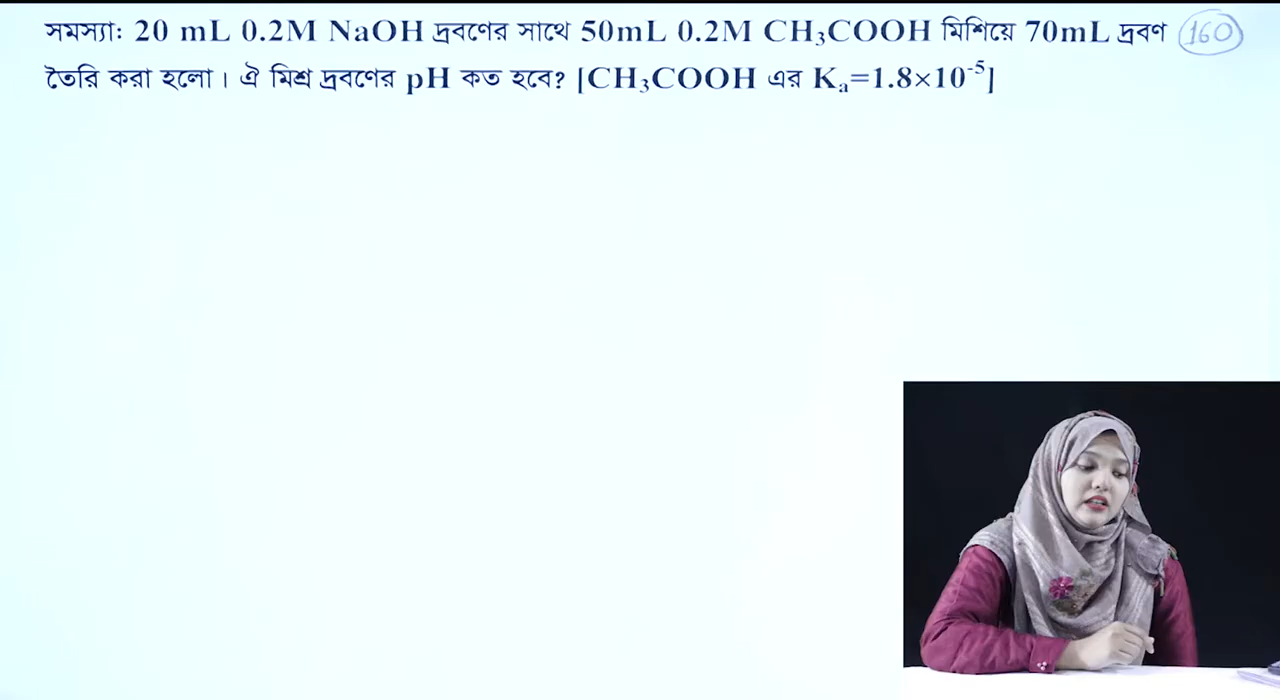 সমস্যাঃ 20 mL 0.2M NaOH দ্রবণের সাথে 50mL 0.2M CH₃COOH মিশিয়ে 70mL দ্রবণ 160
তৈরি করা হলো। ঐ মিশ্র দ্রবণের pH কত হবে? [CH₃COOH এর Kₐ=1.8×10⁻⁵]